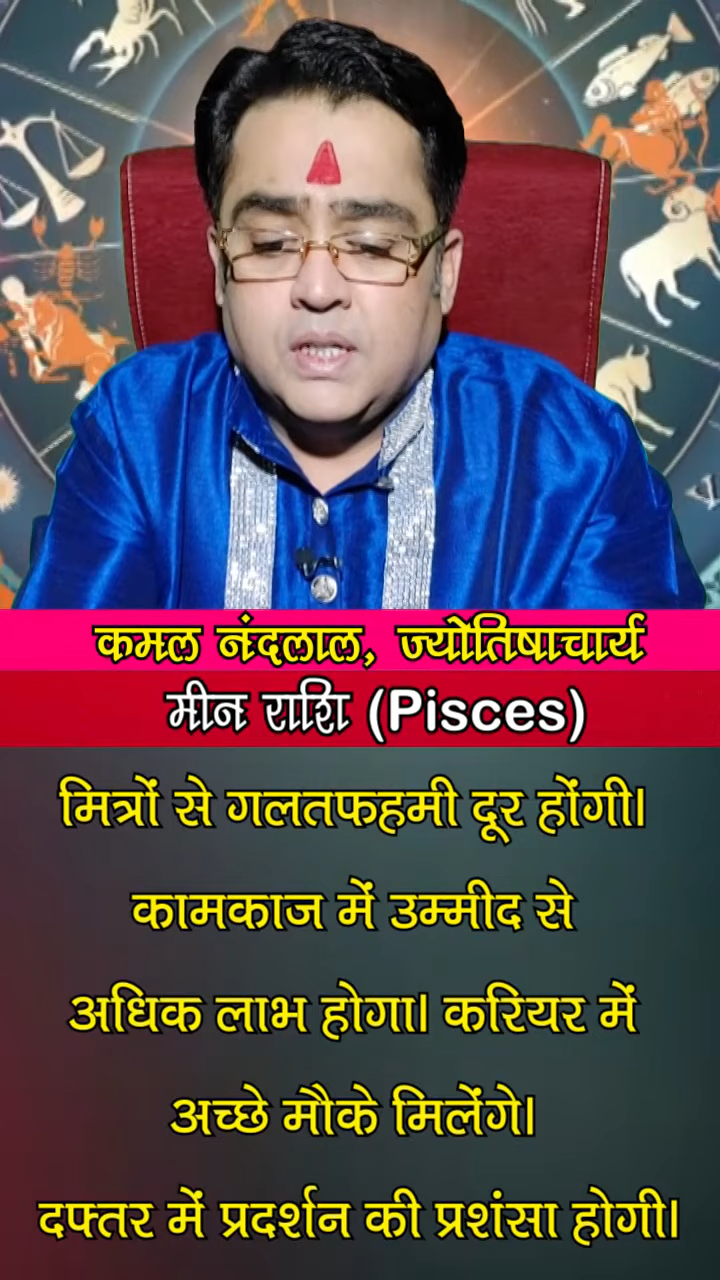 कमल नंदलाल, ज्योतिषाचार्य
मीन राशि (Pisces)
मित्रों से गलतफहमी दूर होंगी।
कामकाज में उम्मीद से
अधिक लाभ होगा। करियर में
अच्छे मौके मिलेंगे।
दफ्तर में प्रदर्शन की प्रशंसा होगी।